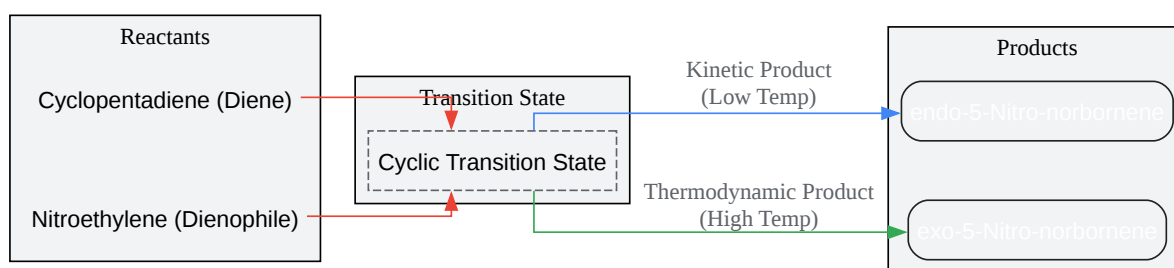 Reactants
Cyclopentadiene (Diene)
Nitroethylene (Dienophile)
Transition State
Cyclic Transition State
Kinetic Product
(Low Temp)
Thermodynamic Product
(High Temp)
Products
endo-5-Nitro-norbornene
exo-5-Nitro-norbornene